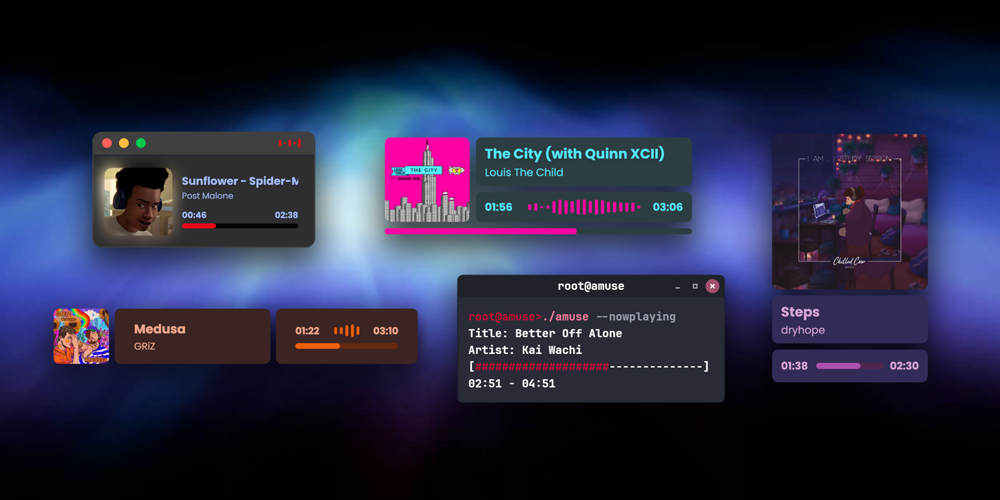 Sunflower - Spider-M
Post Malone
00:46 02:38
THE CITY
The City (with Quinn XCII)
Louis The Child
01:56 03:06
I AM . . . STUDY SESSION
Chilled Cow
Steps
dryhope
01:38 02:30
Medusa
GRiZ
01:22 03:10
root@amuse
root@amuse>./amuse --nowplaying
Title: Better Off Alone
Artist: Kai Wachi
[####################--------------]
02:51 - 04:51